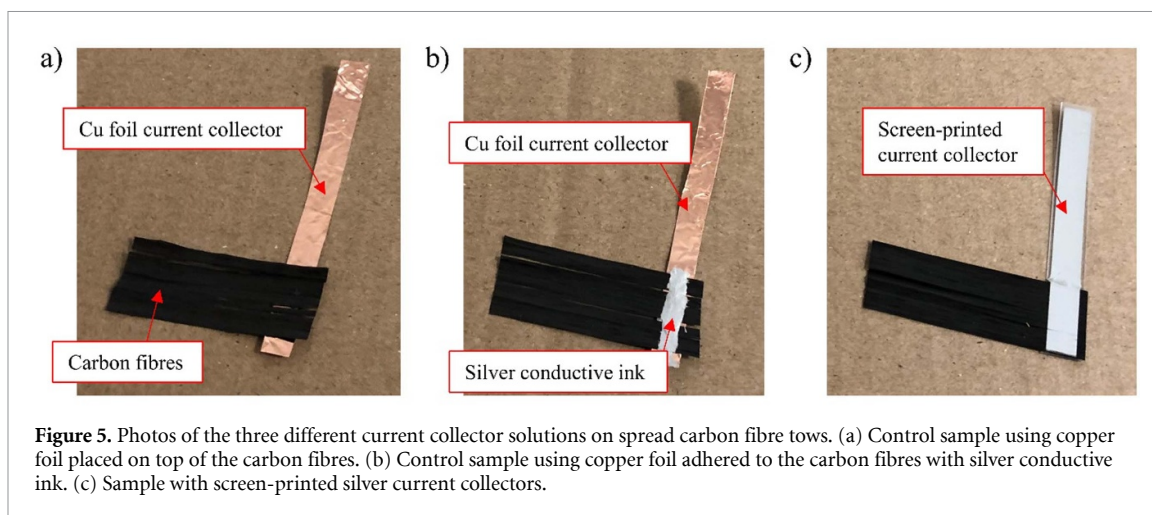 a)
Cu foil current collector
Carbon fibres
b)
Cu foil current collector
Silver conductive ink
c)
Screen-printed
current collector
Figure 5. Photos of the three different current collector solutions on spread carbon fibre tows. (a) Control sample using copper
foil placed on top of the carbon fibres. (b) Control sample using copper foil adhered to the carbon fibres with silver conductive
ink. (c) Sample with screen-printed silver current collectors.